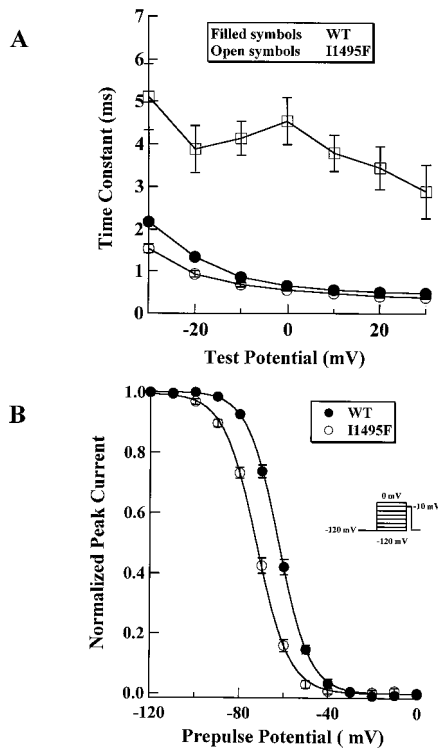 A
Filled symbols WT
Open symbols I1495F
Time Constant (ms)
7
6
5
4
3
2
1
0
-20 0 20
Test Potential (mV)
B
WT
I1495F
Normalized Peak Current
1.0
0.8
0.6
0.4
0.2
0.0
0 mV
-10 mV
-120 mV
-120 mV
-120 -80 -40 0
Prepulse Potential ( mV)